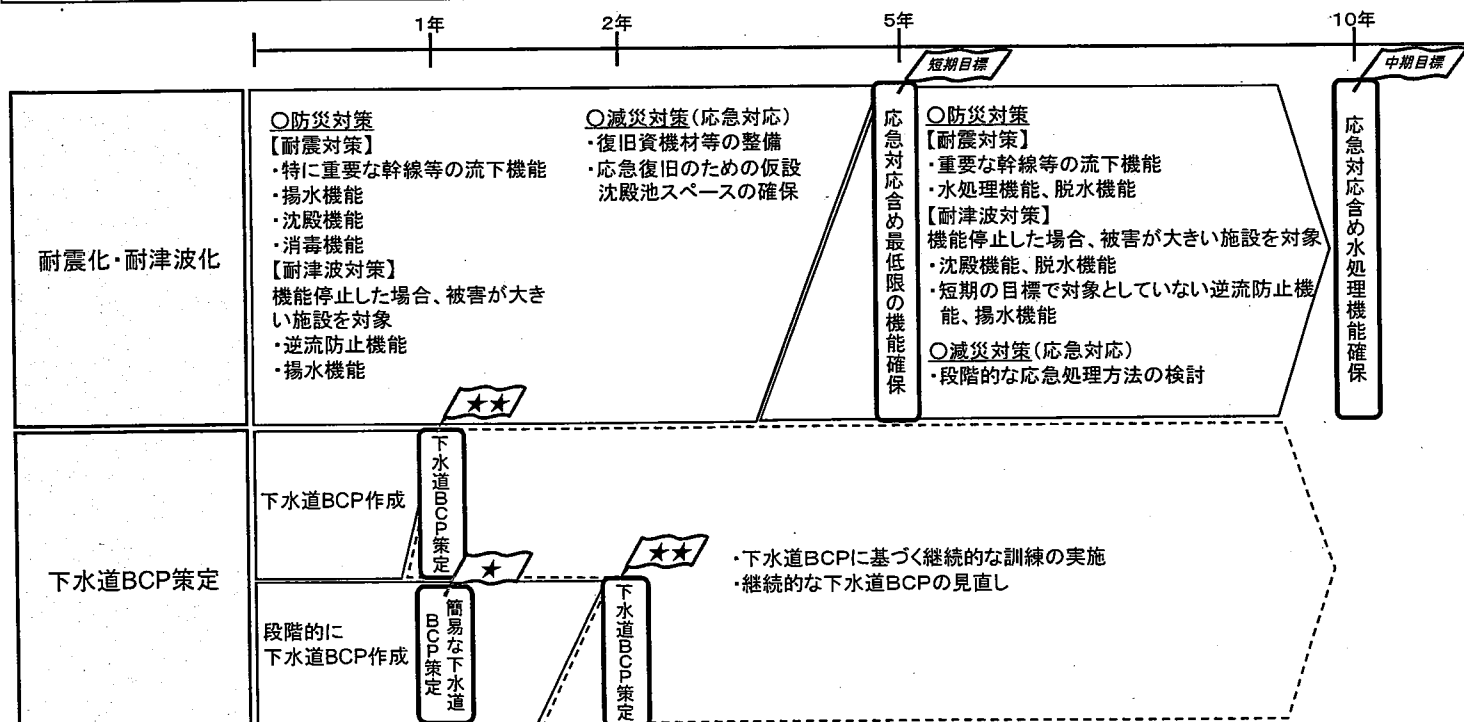 1年
2年
5年
10年
短期目標
中期目標
耐震化・耐津波化
○防災対策
【耐震対策】
・特に重要な幹線等の流下機能
・揚水機能
・沈殿機能
・消毒機能
【耐津波対策】
機能停止した場合、被害が大き
い施設を対象
・逆流防止機能
・揚水機能
○減災対策(応急対応)
・復旧資機材等の整備
・応急復旧のための仮設
沈殿池スペースの確保
応急対応含め最低限の機能確保
○防災対策
【耐震対策】
・重要な幹線等の流下機能
・水処理機能、脱水機能
【耐津波対策】
機能停止した場合、被害が大きい施設を対象
・沈殿機能、脱水機能
・短期の目標で対象としていない逆流防止機
能、揚水機能
○減災対策(応急対応)
・段階的な応急処理方法の検討
応急対応含め水処理機能確保
下水道BCP策定
下水道BCP作成
★★
下水道BCP策定
段階的に
下水道BCP作成
★
簡易な下水道
BCP策定
★★
下水道BCP策定
・下水道BCPに基づく継続的な訓練の実施
・継続的な下水道BCPの見直し